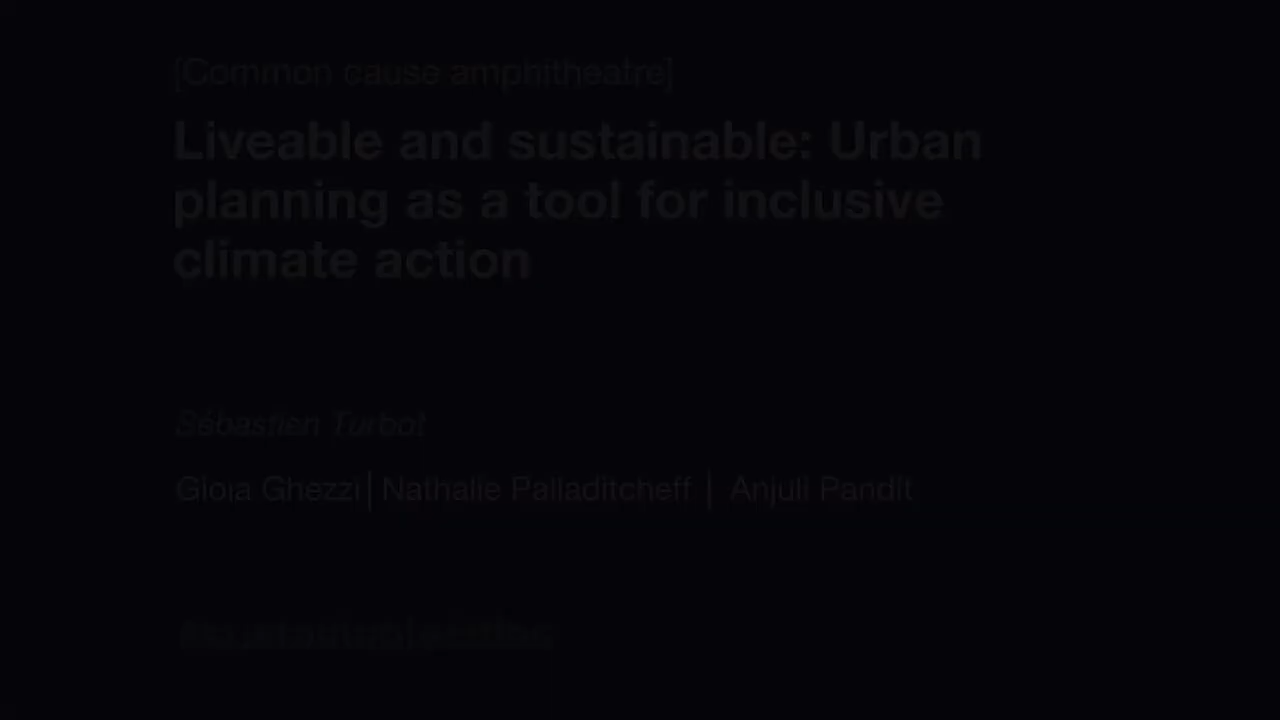 [Common cause amphitheatre]
Liveable and sustainable: Urban
planning as a tool for inclusive
climate action
Sébastien Turbot
Gioia Ghezzi | Nathalie Palladitcheff | Anjuli Pandit